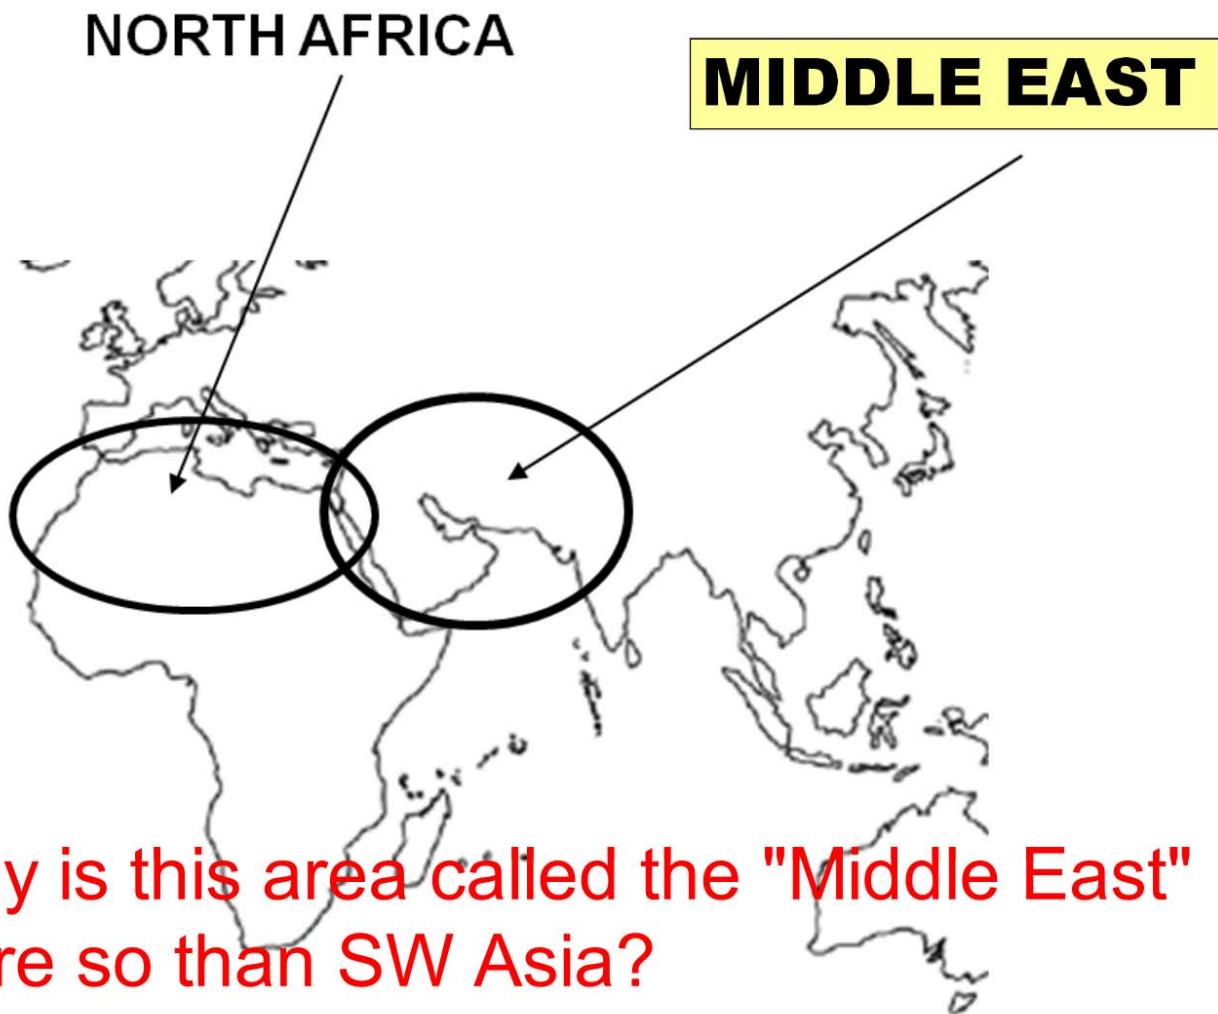 NORTH AFRICA
MIDDLE EAST
y is this area called the "Middle East"
re so than SW Asia?